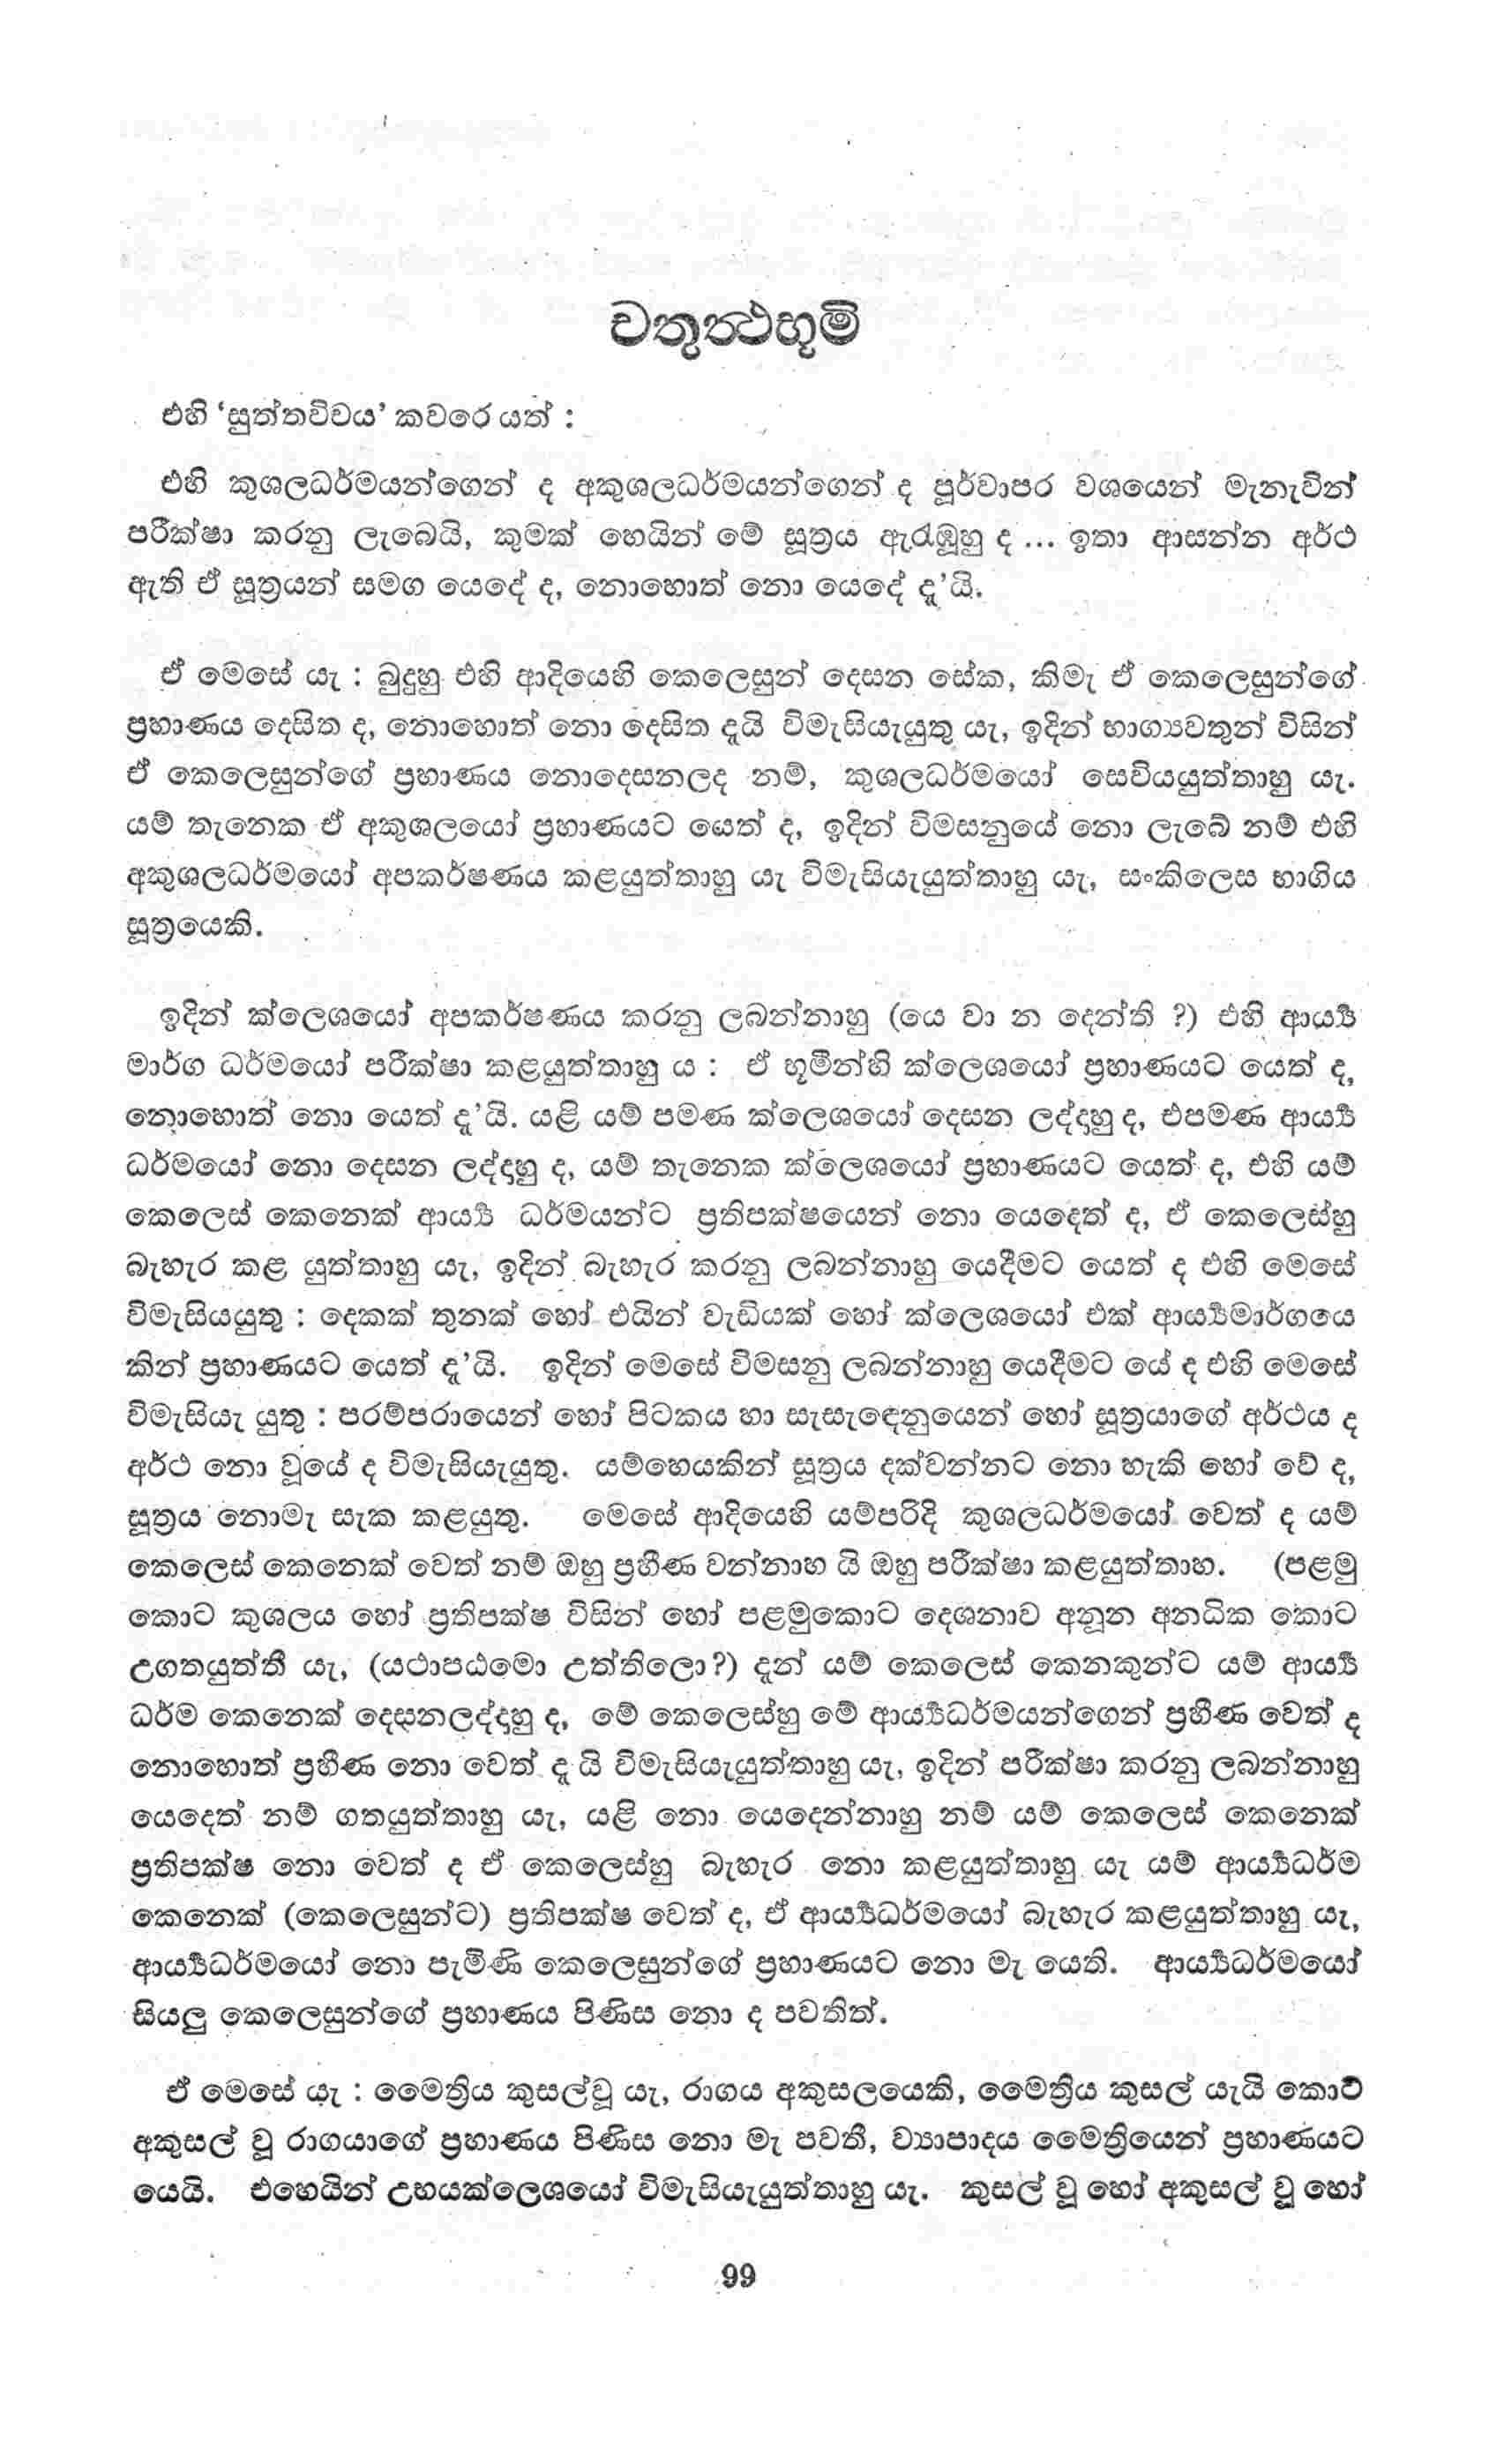 චතුත්‍ථභූමි
එහි ‘සුත්තවිචය’ කවරෙ යත් :
එහි කුශලධර්මයන්ගෙන් ද අකුශලධර්මයන්ගෙන් ද පූර්වාපර වශයෙන් මැනැවින්
පරීක්ෂා කරනු ලැබෙයි, කුමක් හෙයින් මේ සූත්‍රය ඇරැඹූහු ද ... ඉතා ආසන්න අර්ථ
ඇති ඒ සූත්‍රයන් සමග යෙදේ ද, නොහොත් නො යෙදේ දැ’යි.
ඒ මෙසේ යැ : බුදුහු එහි ආදියෙහි කෙලෙසුන් දෙසන සේක, කිමැ ඒ කෙලෙසුන්ගේ
ප්‍රහාණය දෙසිත ද, නොහොත් නො දෙසිත දැයි විමැසියැයුතු යැ, ඉදින් භාග්‍යවතුන් විසින්
ඒ කෙලෙසුන්ගේ ප්‍රහාණය නොදෙසනලද නම්, කුශලධර්මයෝ සෙවියයුත්තාහු යැ.
යම් තැනෙක ඒ අකුශලයෝ ප්‍රහාණයට යෙත් ද, ඉදින් විමසනුයේ නො ලැබේ නම් එහි
අකුශලධර්මයෝ අපකර්ෂණය කළයුත්තාහු යැ විමැසියැයුත්තාහු යැ, සංකිලෙස භාගිය
සූත්‍රයෙකි.
ඉදින් ක්ලෙශයෝ අපකර්ෂණය කරනු ලබන්නාහු (යෙ වා න දෙන්ති ?) එහි ආර්‍ය්‍ය
මාර්ග ධර්මයෝ පරීක්ෂා කළයුත්තාහු ය : ඒ භූමින්හි ක්ලෙශයෝ ප්‍රහාණයට යෙත් ද,
නොහොත් නො යෙත් දැ’යි. යළි යම් පමණ ක්ලෙශයෝ දෙසන ලද්දාහු ද, එපමණ ආර්‍ය්‍ය
ධර්මයෝ නො දෙසන ලද්දාහු ද, යම් තැනෙක ක්ලෙශයෝ ප්‍රහාණයට යෙත් ද, එහි යම්
කෙලෙස් කෙනෙක් ආර්‍ය්‍ය ධර්මයන්ට ප්‍රතිපක්ෂයෙන් නො යෙදෙත් ද, ඒ කෙලෙස්හු
බැහැර කළ යුත්තාහු යැ, ඉදින් බැහැර කරනු ලබන්නාහු යෙදීමට යෙත් ද එහි මෙසේ
විමැසියයුතු : දෙකක් තුනක් හෝ එයින් වැඩියක් හෝ ක්ලෙශයෝ එක් ආර්‍ය්‍යමාර්ගයෙ
කින් ප්‍රහාණයට යෙත් දැ’යි. ඉදින් මෙසේ විමසනු ලබන්නාහු යෙදීමට යේ ද එහි මෙසේ
විමැසියැ යුතු : පරම්පරායෙන් හෝ පිටකය හා සැසැඳෙනුයෙන් හෝ සූත්‍රයාගේ අර්ථය ද
අර්ථ නො වූයේ ද විමැසියැයුතු. යම්හෙයකින් සූත්‍රය දක්වන්නට නො හැකි හෝ වේ ද,
සූත්‍රය නොමැ සැක කළයුතු. මෙසේ ආදියෙහි යම්පරිදි කුශලධර්මයෝ වෙත් ද යම්
කෙලෙස් කෙනෙක් වෙත් නම් ඔහු ප්‍රහීණ වන්නාහ යි ඔහු පරීක්ෂා කළයුත්තාහ. (පළමු
කොට කුශලය හෝ ප්‍රතිපක්ෂ විසින් හෝ පළමුකොට දෙශනාව අනූන අනධික කොට
උගතයුත්තී යැ, (යථාපඨමො උත්තිලො?) දැන් යම් කෙලෙස් කෙනකුන්ට යම් ආර්‍ය්‍ය
ධර්ම කෙනෙක් දෙසනලද්දාහු ද, මේ කෙලෙස්හු මේ ආර්‍ය්‍යධර්මයන්ගෙන් ප්‍රහීණ වෙත් ද
නොහොත් ප්‍රහීණ නො වෙත් දැ යි විමැසියැයුත්තාහු යැ, ඉදින් පරීක්ෂා කරනු ලබන්නාහු
යෙදෙත් නම් ගතයුත්තාහු යැ, යළි නො යෙදෙන්නාහු නම් යම් කෙලෙස් කෙනෙක්
ප්‍රතිපක්ෂ නො වෙත් ද ඒ කෙලෙස්හු බැහැර නො කළයුත්තාහු යැ යම් ආර්‍ය්‍යධර්ම
කෙනෙක් (කෙලෙසුන්ට) ප්‍රතිපක්ෂ වෙත් ද, ඒ ආර්‍ය්‍යධර්මයෝ බැහැර කළයුත්තාහු යැ,
ආර්‍ය්‍යධර්මයෝ නො පැමිණි කෙලෙසුන්ගේ ප්‍රහාණයට නො මැ යෙති. ආර්‍ය්‍යධර්මයෝ
සියලු කෙලෙසුන්ගේ ප්‍රහාණය පිණිස නො ද පවතිත්.
ඒ මෙසේ යැ : මෛත්‍රිය කුසල්වූ යැ, රාගය අකුසලයෙකි, මෛත්‍රිය කුසල් යැයි කොට
අකුසල් වූ රාගයාගේ ප්‍රහාණය පිණිස නො මැ පවතී, ව්‍යාපාදය මෛත්‍රියෙන් ප්‍රහාණයට
යෙයි. එහෙයින් උභයක්ලෙශයෝ විමැසියැයුත්තාහු යැ. කුසල් වූ හෝ අකුසල් වූ හෝ
99